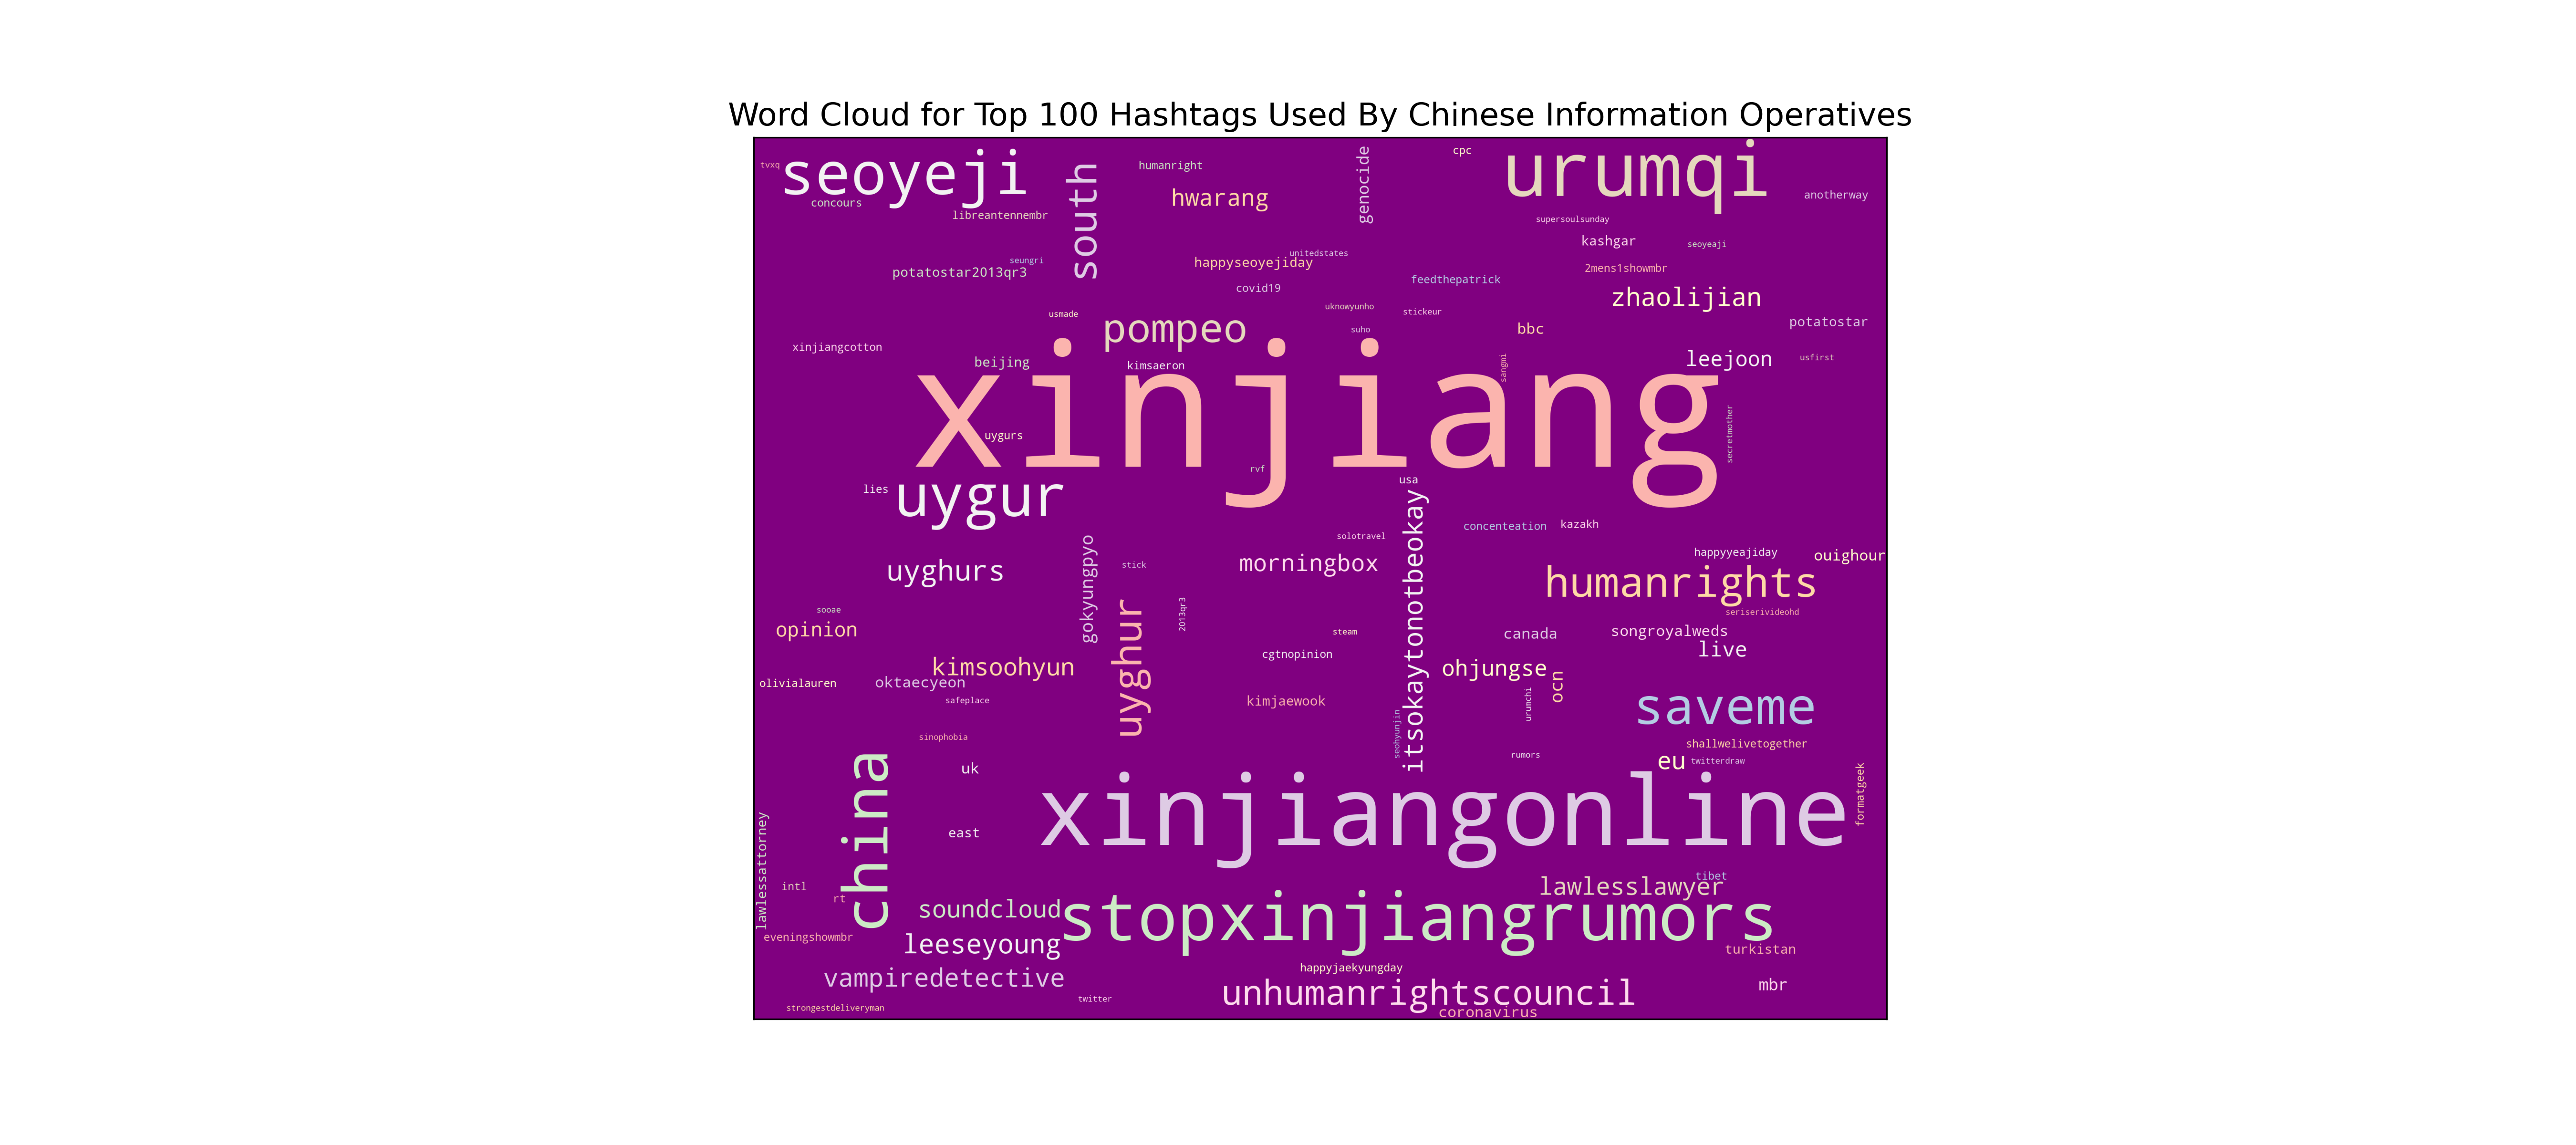 Word Cloud for Top 100 Hashtags Used By Chinese Information Operatives
tvxq
seoyeji
concours
libreantennembr
south
humanright
hwarang
genocide
cpc
urumqi
anotherway
supersoulsunday
kashgar
seoyeaji
seungri
potatostar2013qr3
happyseoyejiday
unitedstates
covid19
feedthepatrick
2mens1showmbr
zhaolijian
usmade
uknowyunho
stickeur
suho
pompeo
bbc
potatostar
xinjiangcotton
beijing
kimsaeron
sangmi
leejoon
usfirst
xinjiang
uygurs
secretmother
rvf
lies
uygur
usa
itsokaytonotbeokay
concenteation
kazakh
solotravel
happyyeajiday
ouighour
uyghurs
gokyungpyo
stick
morningbox
humanrights
sooae
2013qr3
seriserivideohd
opinion
uyghur
steam
canada
songroyalweds
live
cgtnopinion
kimsoohyun
ohjungse
ocn
olivialauren
oktaecyeon
safeplace
kimjaewook
urumchi
saveme
sinophobia
seohyunjin
shallwelivetogether
rumors
eu
twitterdraw
china
uk
xinjiangonline
formatgeek
east
lawlessattorney
intl
rt
tibet
lawlesslawyer
soundcloud
stopxinjiangrumors
eveningshowmbr
leeseyoung
turkistan
vampiredetective
happyjaekyungday
unhumanrightscouncil
mbr
twitter
strongestdeliveryman
coronavirus